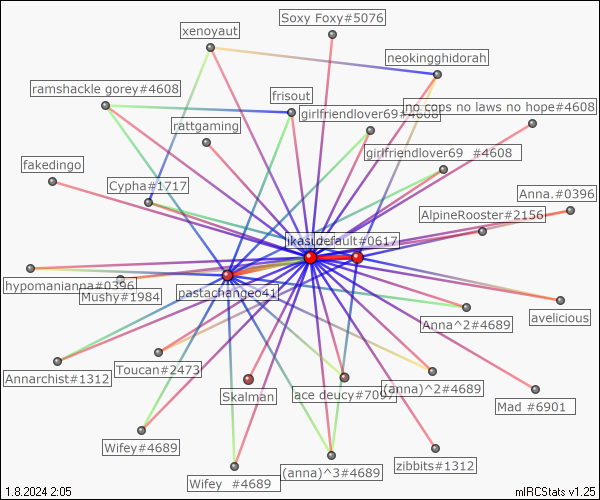 Soxy Foxy#5076
xenoyaut
neokingghidorah
ramshackle gorey#4608
frisout
no cops no laws no hope#4608
girlfriendlover69#4608
rattgaming
girlfriendlover69 #4608
fakedingo
Cypha#1717
Anna.#0396
AlpineRooster#2156
default#0617
hypomanianna#0396
Mushy#1984
pastachangeo41
avelicious
Anna^2#4689
Annarchist#1312
Toucan#2473
Skalman
ace deucy#7097
(anna)^2#4689
Mad #6901
Wifey#4689
Wifey #4689
(anna)^3#4689
zibbits#1312
1.8.2024 2:05
mIRCStats v1.25